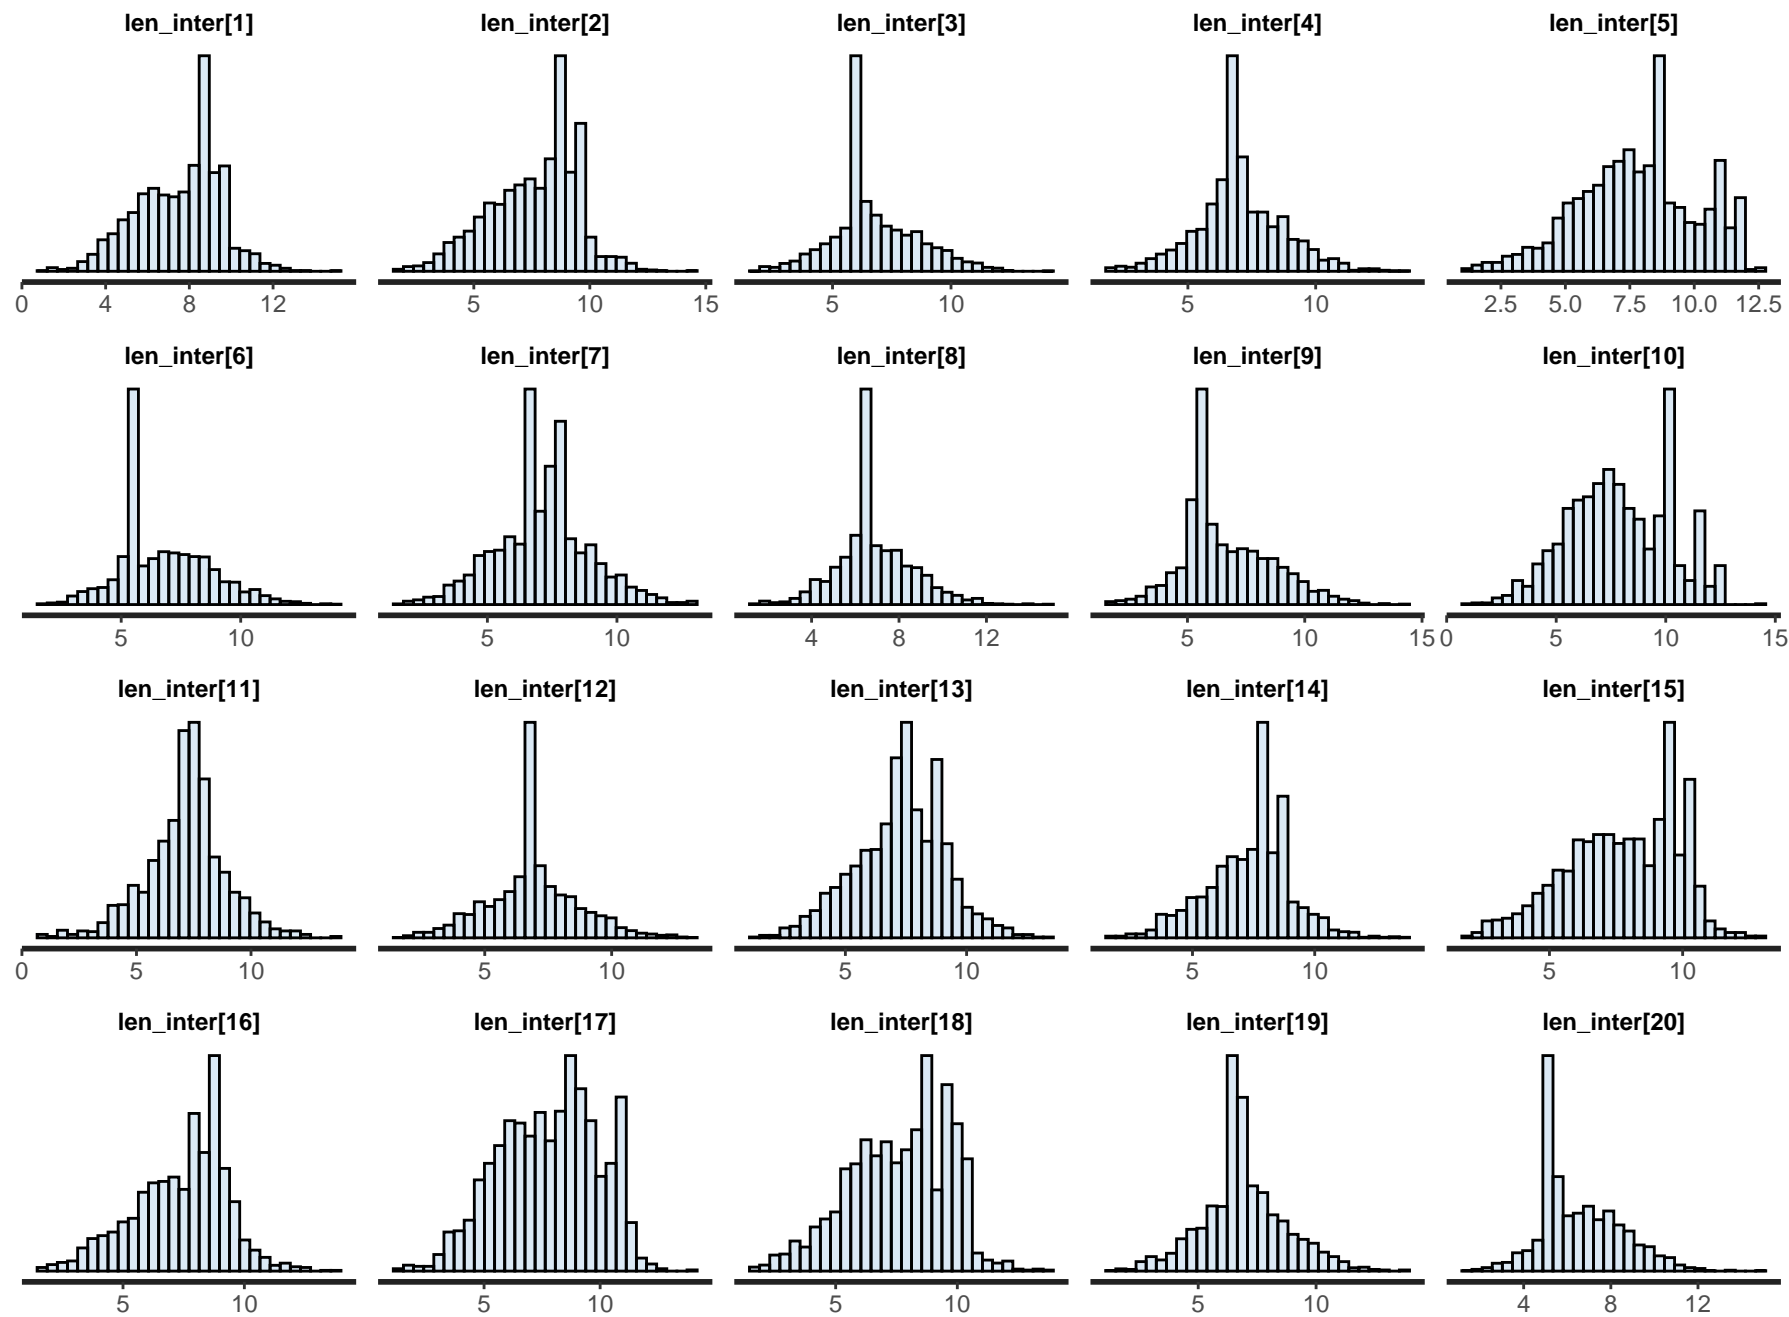 len_inter[1] len_inter[2] len_inter[3] len_inter[4] len_inter[5]
0 4 8 12 5 10 15 5 10 5 10 2.5 5.0 7.5 10.0 12.5
len_inter[6] len_inter[7] len_inter[8] len_inter[9] len_inter[10]
5 10 5 10 4 8 12 5 10 15 0 5 10 15
len_inter[11] len_inter[12] len_inter[13] len_inter[14] len_inter[15]
0 5 10 5 10 5 10 5 10 5 10
len_inter[16] len_inter[17] len_inter[18] len_inter[19] len_inter[20]
5 10 5 10 5 10 5 10 4 8 12